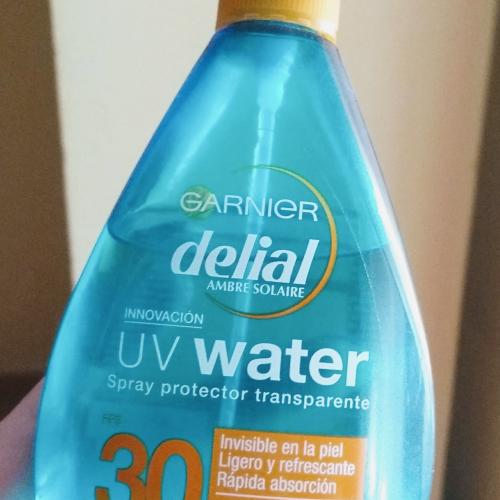 GARNIER
delial
AMBRE SOLAIRE
INNOVACIÓN
UV water
Spray protector transparente
FPS
30
Invisible en la piel
Ligero y refrescante
Rápida absorción